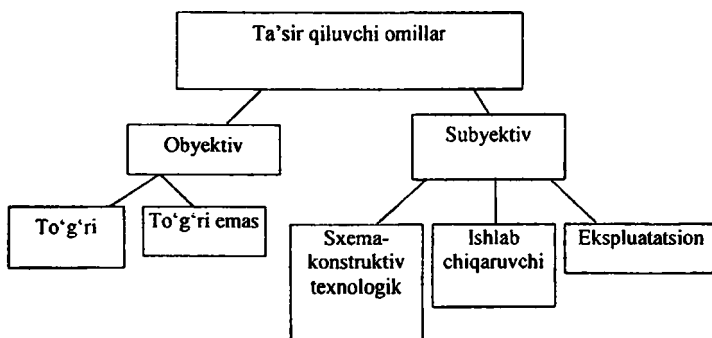 Ta'sir qiluvchi omillar
Obyektiv
Subyektiv
To‘g‘ri
To‘g‘ri emas
Sxema-
konstruktiv
texnologik
Ishlab
chiqaruvchi
Ekspluatatsion